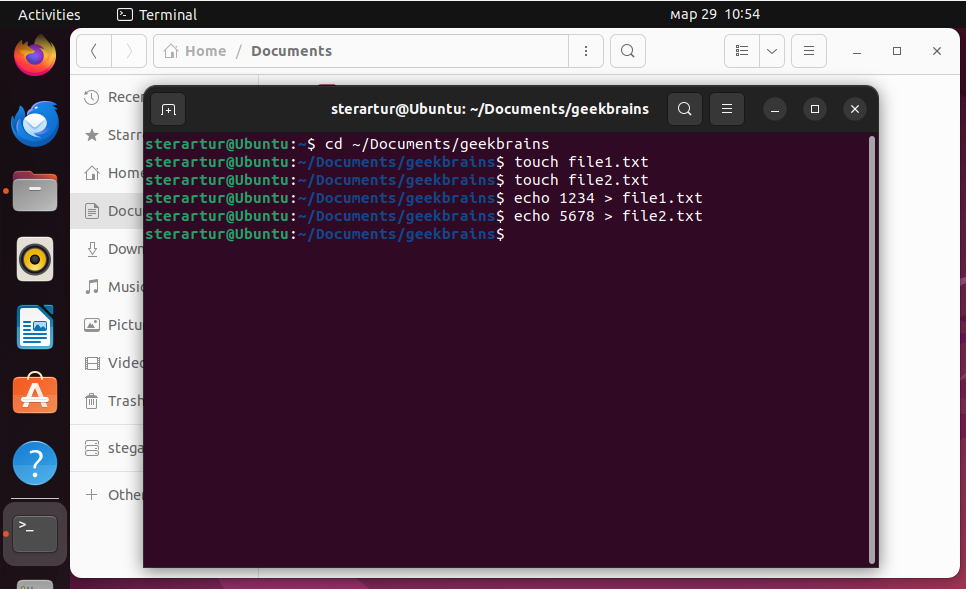 Activities Terminal мар 29 10:54
Home / Documents
sterartur@Ubuntu: ~/Documents/geekbrains
Rece
Starr
Home
Docu
Down
Music
Pictu
Video
Trash
stega
Other
sterartur@Ubuntu:~$ cd ~/Documents/geekbrains
sterartur@Ubuntu:~/Documents/geekbrains$ touch file1.txt
sterartur@Ubuntu:~/Documents/geekbrains$ touch file2.txt
sterartur@Ubuntu:~/Documents/geekbrains$ echo 1234 > file1.txt
sterartur@Ubuntu:~/Documents/geekbrains$ echo 5678 > file2.txt
sterartur@Ubuntu:~/Documents/geekbrains$